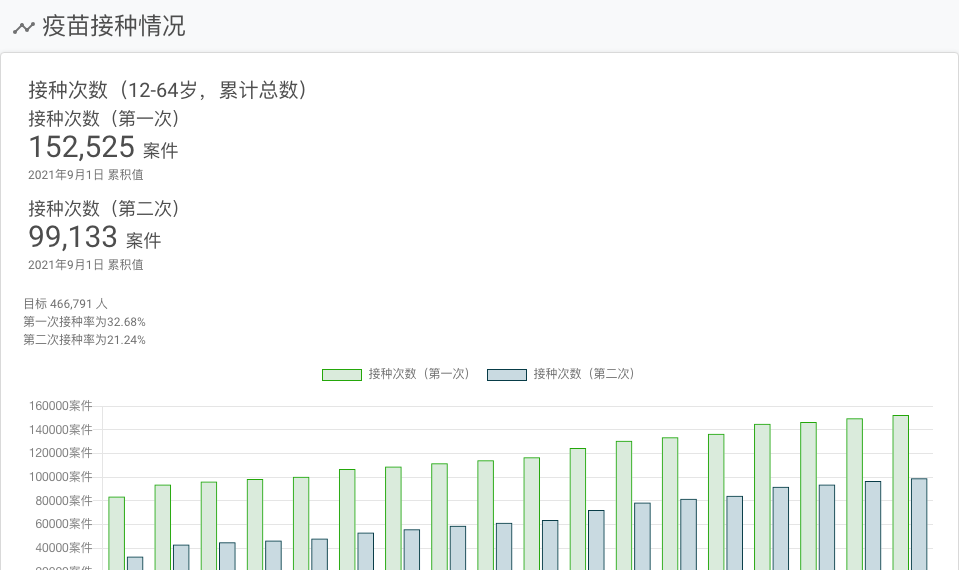 疫苗接种情况
接种次数（12-64岁，累计总数）
接种次数（第一次）
152,525 案件
2021年9月1日 累积值
接种次数（第二次）
99,133 案件
2021年9月1日 累积值
目标 466,791 人
第一次接种率为32.68%
第二次接种率为21.24%
接种次数（第一次） 接种次数（第二次）
160000案件
140000案件
120000案件
100000案件
80000案件
60000案件
40000案件